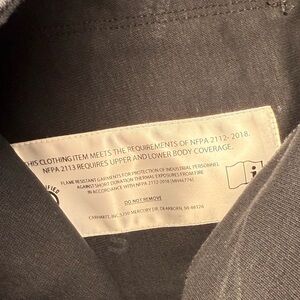 THIS CLOTHING ITEM MEETS THE REQUIREMENTS OF NFPA 2112-2018.
NFPA 2113 REQUIRES UPPER AND LOWER BODY COVERAGE.
FLAME RESISTANT GARMENTS FOR PROTECTION OF INDUSTRIAL PERSONNEL
AGAINST SHORT DURATION THERMAL EXPOSURES FROM FIRE
IN ACCORDANCE WITH NFPA 2112-2018
DO NOT REMOVE
CARHARTT, INC. 5750 MERCURY DR. DEARBORN, MI 48126